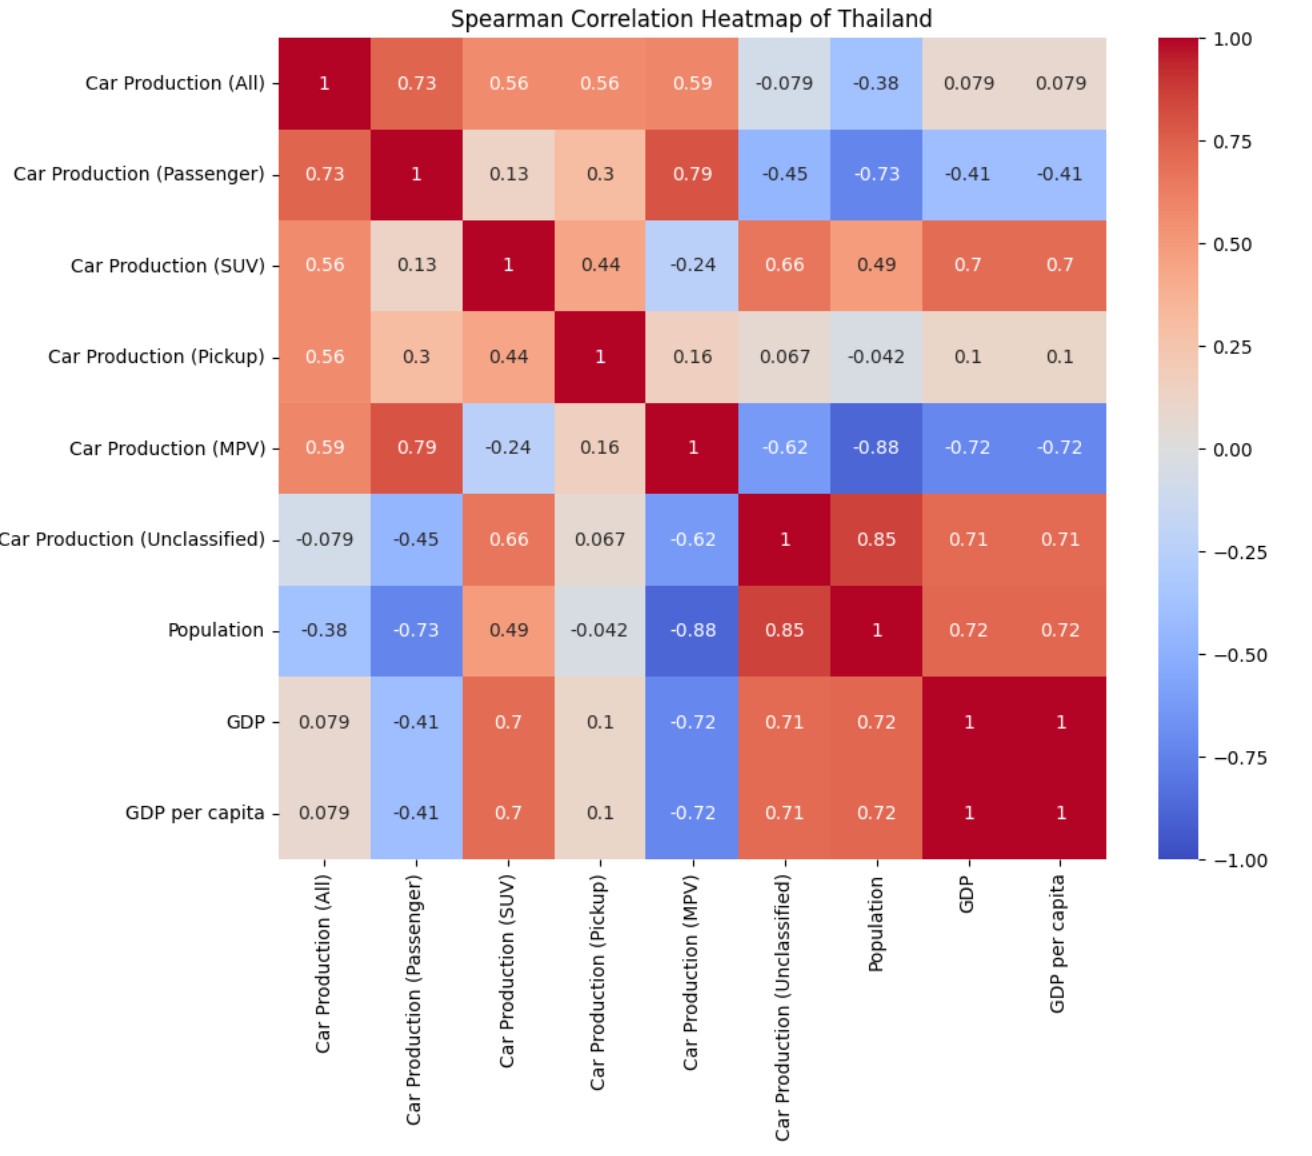 Spearman Correlation Heatmap of Thailand
Car Production (All) 1 0.73 0.56 0.56 0.59 -0.079 -0.38 0.079 0.079
Car Production (Passenger) 0.73 1 0.13 0.3 0.79 -0.45 -0.73 -0.41 -0.41
Car Production (SUV) 0.56 0.13 1 0.44 -0.24 0.66 0.49 0.7 0.7
Car Production (Pickup) 0.56 0.3 0.44 1 0.16 0.067 -0.042 0.1 0.1
Car Production (MPV) 0.59 0.79 -0.24 0.16 1 -0.62 -0.88 -0.72 -0.72
Car Production (Unclassified) -0.079 -0.45 0.66 0.067 -0.62 1 0.85 0.71 0.71
Population -0.38 -0.73 0.49 -0.042 -0.88 0.85 1 0.72 0.72
GDP 0.079 -0.41 0.7 0.1 -0.72 0.71 0.72 1 1
GDP per capita 0.079 -0.41 0.7 0.1 -0.72 0.71 0.72 1 1
Car Production (All)
Car Production (Passenger)
Car Production (SUV)
Car Production (Pickup)
Car Production (MPV)
Car Production (Unclassified)
Population
GDP
GDP per capita
1.00
0.75
0.50
0.25
0.00
−0.25
−0.50
−0.75
−1.00